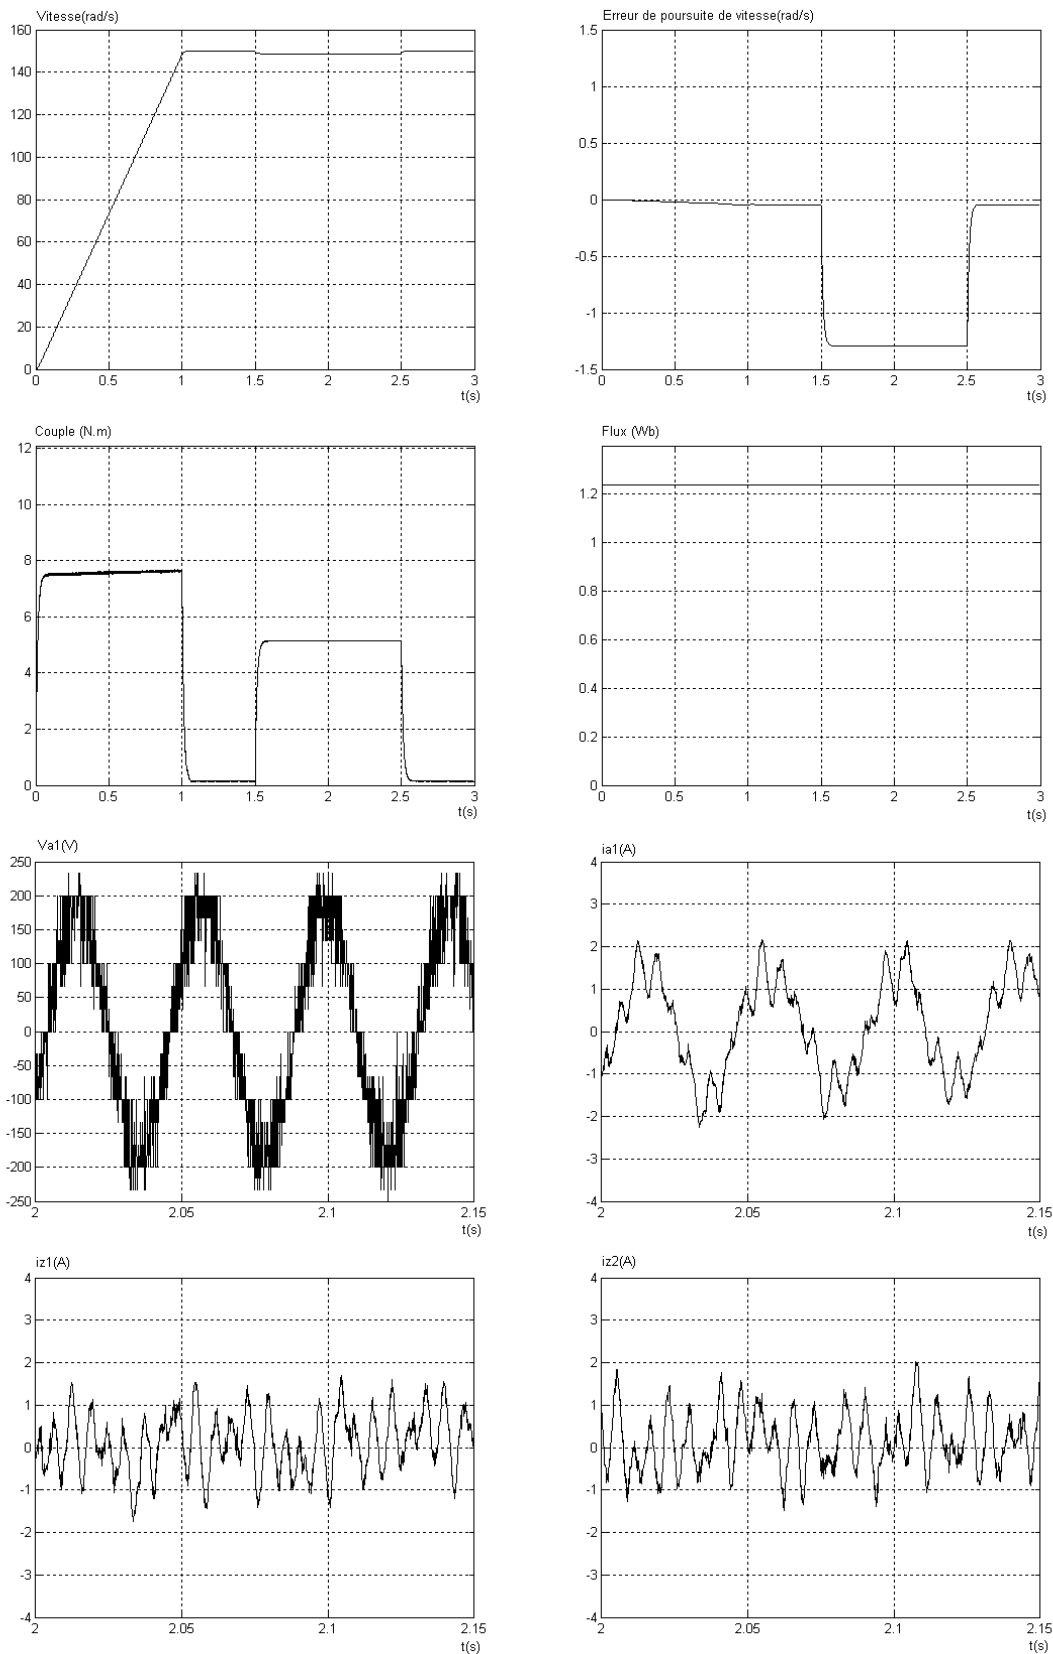 Vitesse(rad/s)
160
140
120
100
80
60
40
20
0
0 0.5 1 1.5 2 2.5 3
t(s)
Erreur de poursuite de vitesse(rad/s)
1.5
1
0.5
0
-0.5
-1
-1.5
0 0.5 1 1.5 2 2.5 3
t(s)
Couple (N.m)
12
10
8
6
4
2
0
0 0.5 1 1.5 2 2.5 3
t(s)
Flux (Wb)
1.2
1
0.8
0.6
0.4
0.2
0
0 0.5 1 1.5 2 2.5 3
t(s)
Va1(V)
250
200
150
100
50
0
-50
-100
-150
-200
-250
2 2.05 2.1 2.15
t(s)
ia1(A)
4
3
2
1
0
-1
-2
-3
-4
2 2.05 2.1 2.15
t(s)
iz1(A)
4
3
2
1
0
-1
-2
-3
-4
2 2.05 2.1 2.15
t(s)
iz2(A)
4
3
2
1
0
-1
-2
-3
-4
2 2.05 2.1 2.15
t(s)